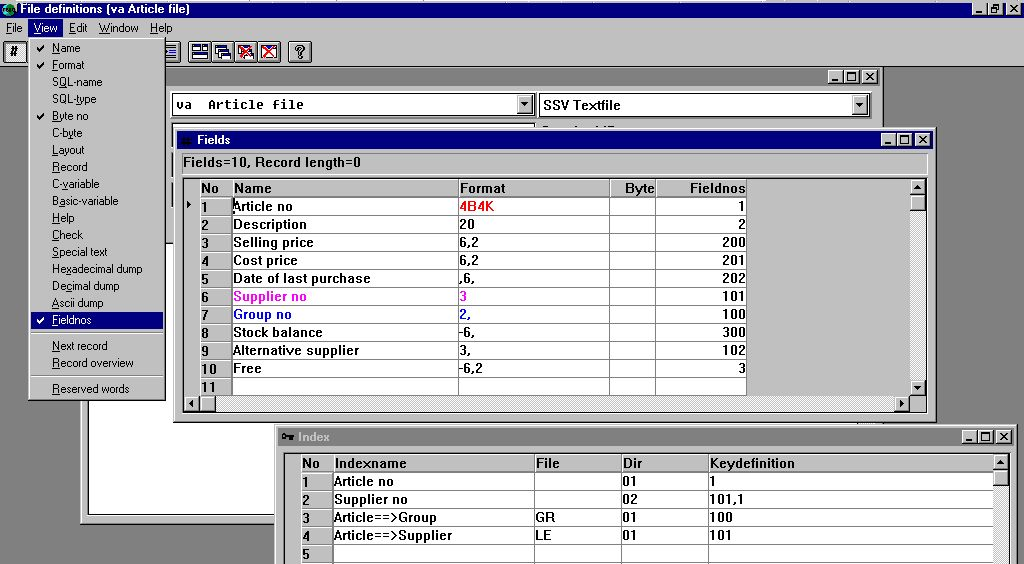 File definitions (va Article file)
File View Edit Window Help
#
?
Name
Format
SQL-name
SQL-type
Byte no
C-byte
Layout
Record
C-variable
Basic-variable
Help
Check
Special text
Hexadecimal dump
Decimal dump
Ascii dump
Fieldnos
Next record
Record overview
Reserved words
va Article file SSV Textfile
Fields
Fields=10, Record length=0
No Name Format Byte Fieldnos
1 Article no 4B4K 1
2 Description 20 2
3 Selling price 6,2 200
4 Cost price 6,2 201
5 Date of last purchase ,6, 202
6 Supplier no 3 101
7 Group no 2, 100
8 Stock balance -6, 300
9 Alternative supplier 3, 102
10 Free -6,2 3
11
Index
No Indexname File Dir Keydefinition
1 Article no 01 1
2 Supplier no 02 101,1
3 Article==>Group GR 01 100
4 Article==>Supplier LE 01 101
5